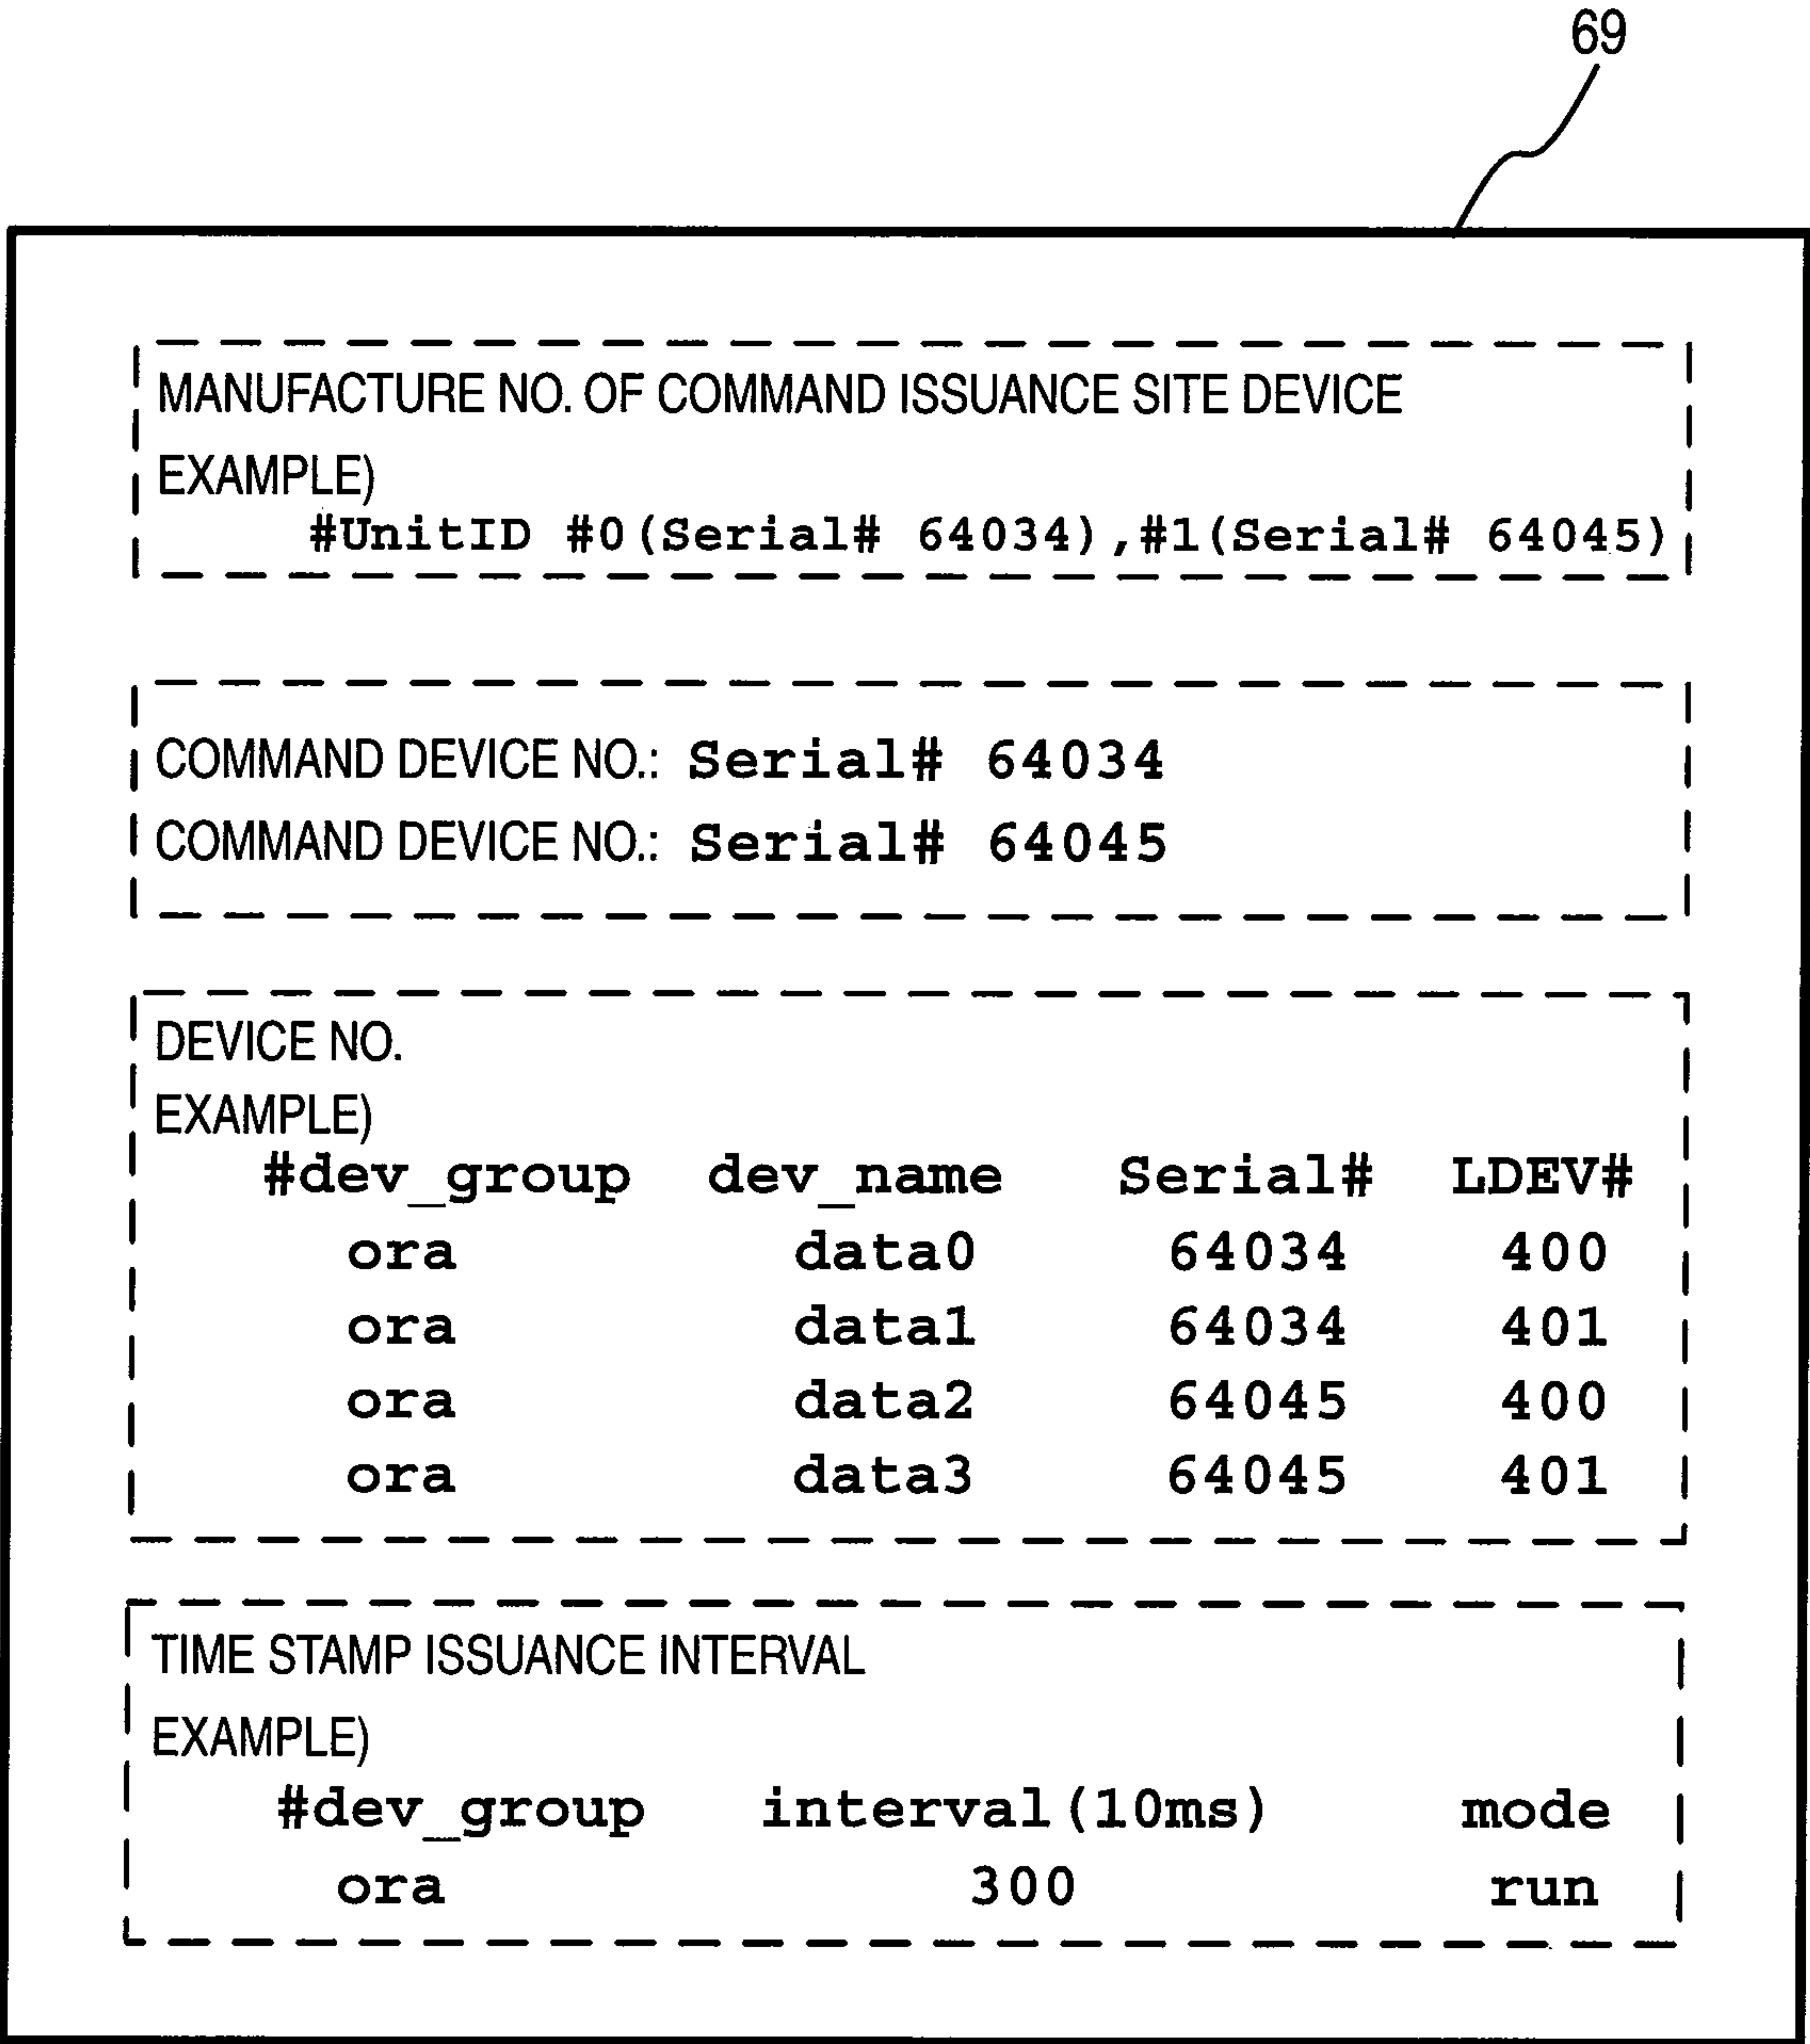 69
MANUFACTURE NO. OF COMMAND ISSUANCE SITE DEVICE
EXAMPLE)
#UnitID #0(Serial# 64034),#1(Serial# 64045)
COMMAND DEVICE NO.: Serial# 64034
COMMAND DEVICE NO.: Serial# 64045
DEVICE NO.
EXAMPLE)
#dev_group dev_name Serial# LDEV#
ora data0 64034 400
ora data1 64034 401
ora data2 64045 400
ora data3 64045 401
TIME STAMP ISSUANCE INTERVAL
EXAMPLE)
#dev_group interval(10ms) mode
ora 300 run